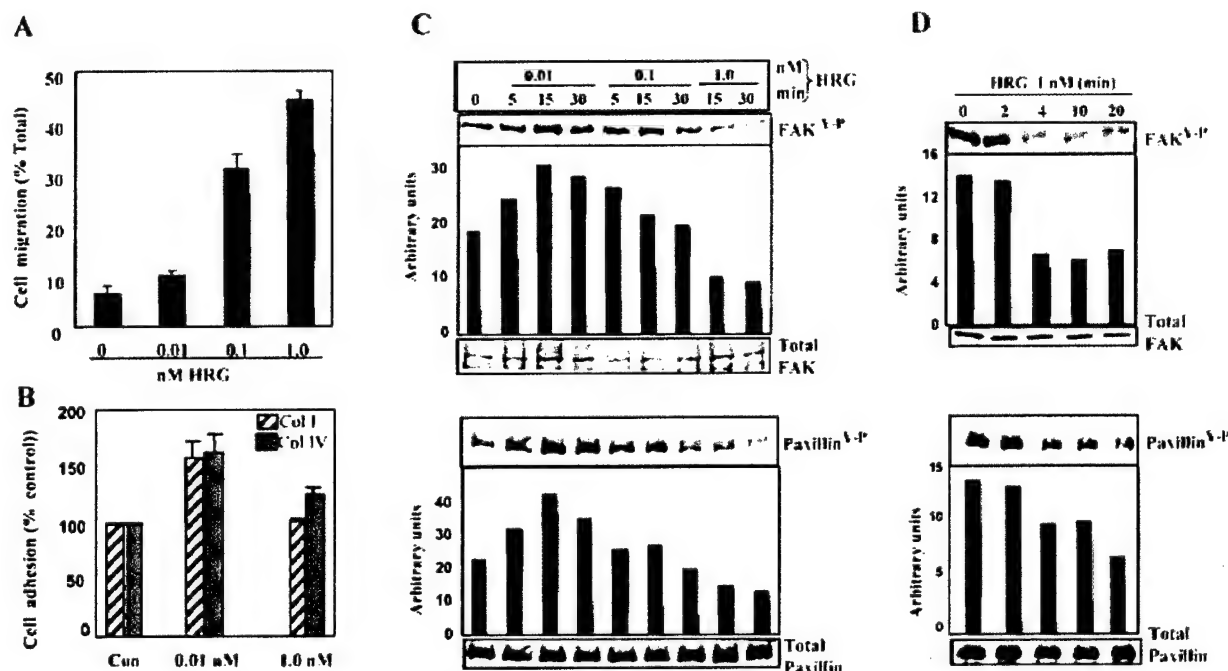 A
Cell migration (% Total)
50
40
30
20
10
0
0 0.01 0.1 1.0
nM HRG
B
Cell adhesion (% control))
200
150
100
50
0
Col I
Col IV
Con 0.01 nM 1.0 nM
C
0.01 0.1 1.0 nM
HRG
0 5 15 30 5 15 30 15 30 min
FAK Y-P
Arbitrary units
30
20
10
0
Total
FAK
Paxillin Y-P
Arbitrary units
40
30
20
10
0
Total
Paxillin
D
HRG 1 nM (min)
0 2 4 10 20
FAK Y-P
Arbitrary units
16
12
8
4
0
Total
FAK
Paxillin Y-P
Arbitrary units
15
10
5
0
Total
Paxillin